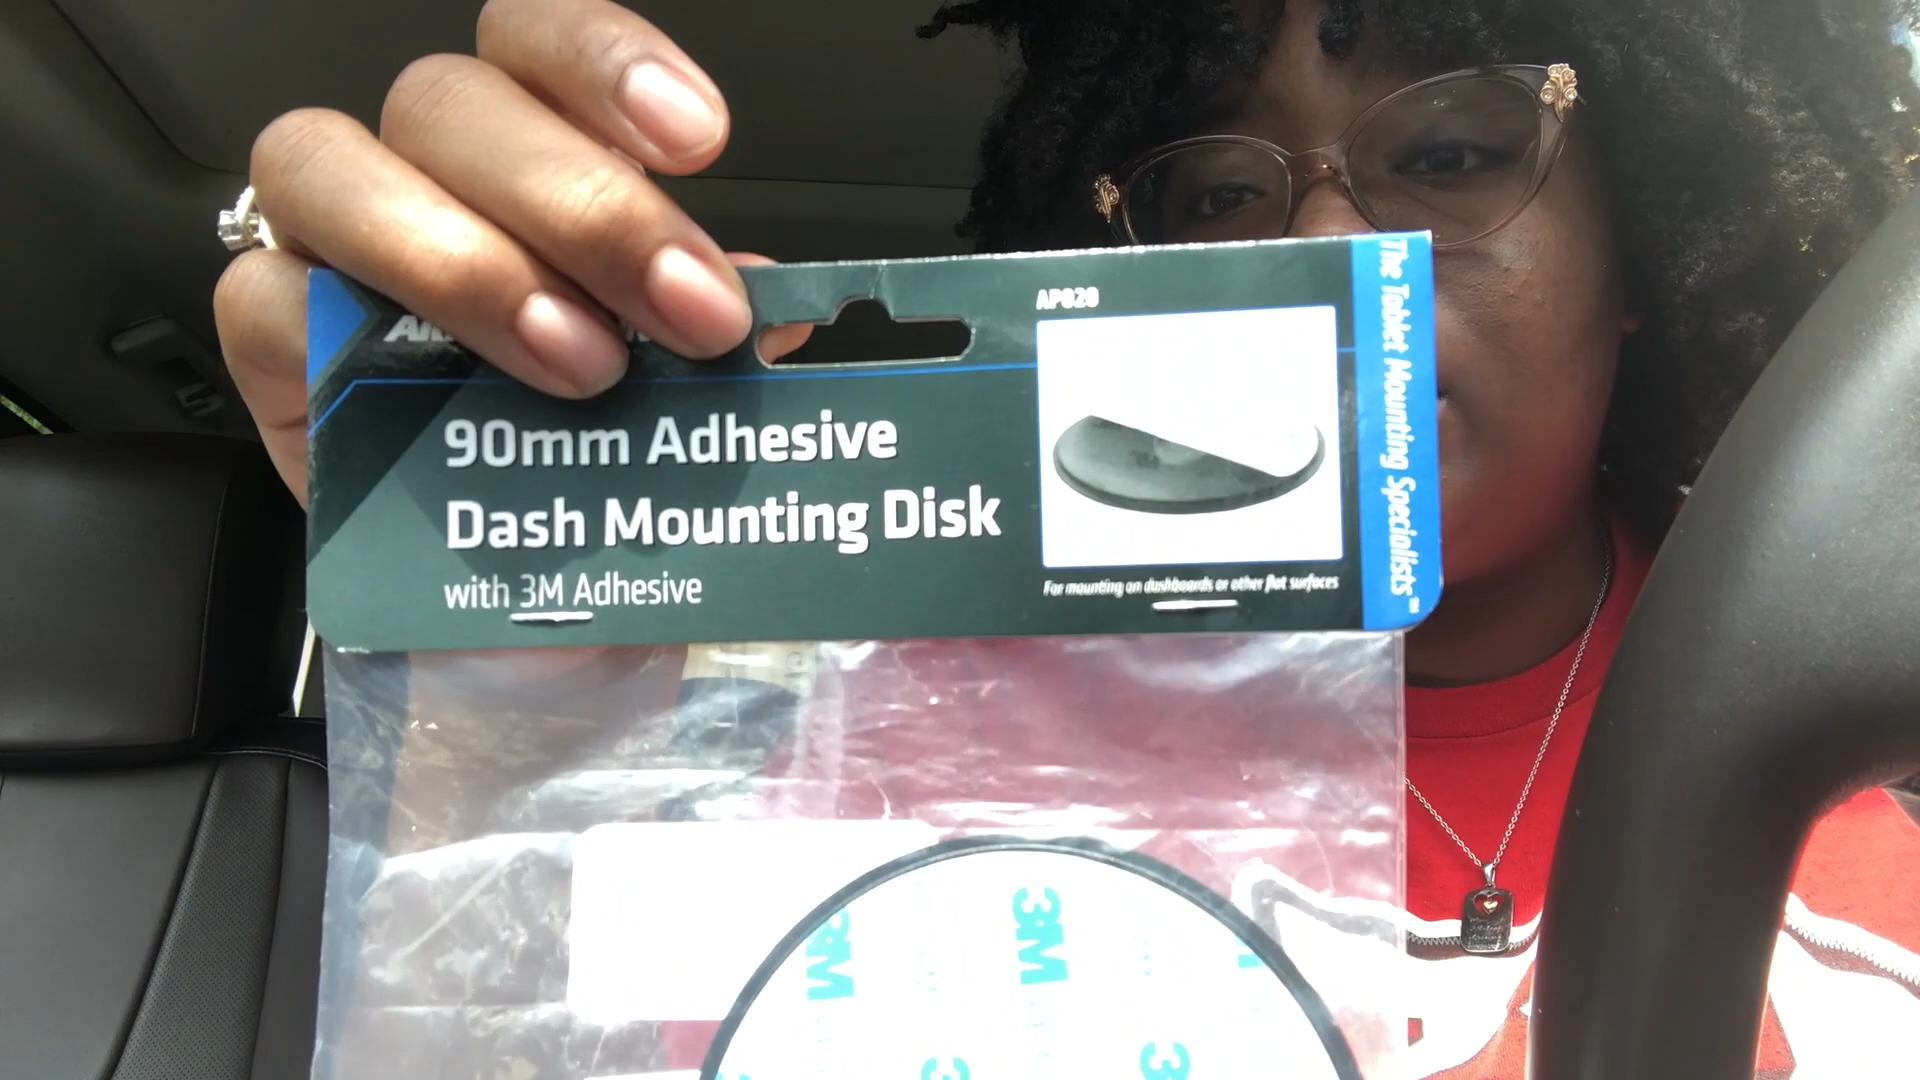 AP020
90mm Adhesive
Dash Mounting Disk
with 3M Adhesive
For mounting on dashboards or other flat surfaces
The Tablet Mounting Specialists™
3M
3M